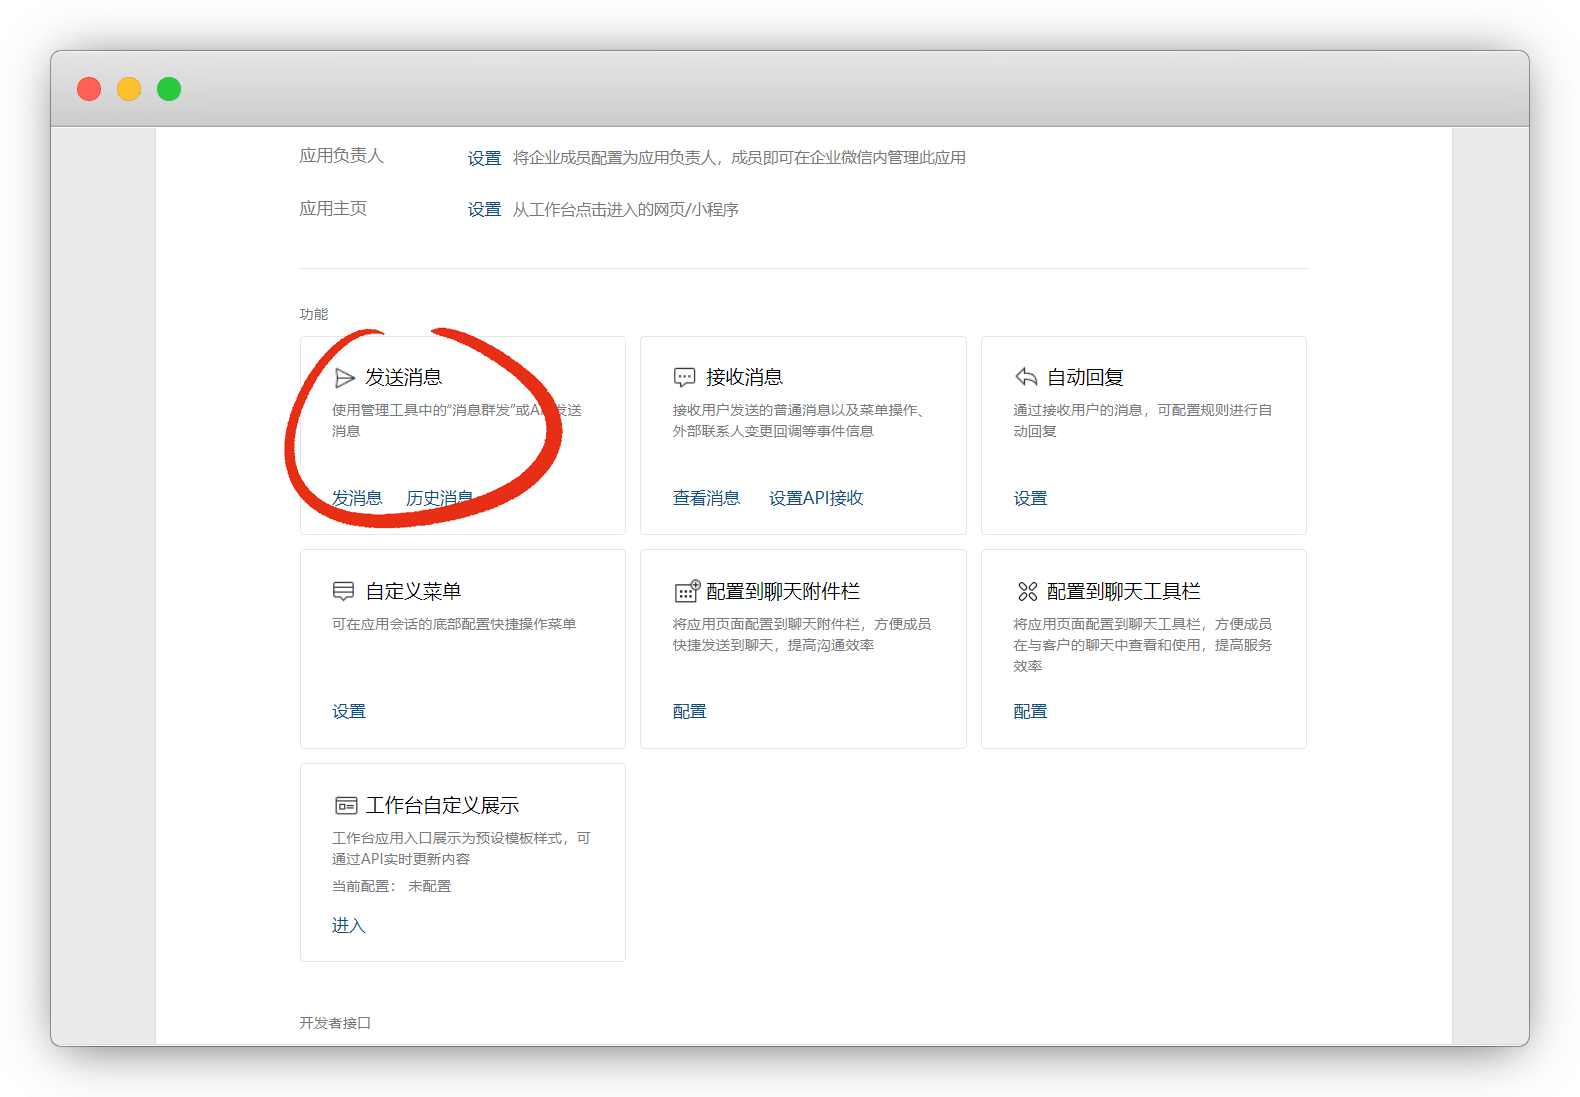 应用负责人 设置 将企业成员配置为应用负责人，成员即可在企业微信内管理此应用
应用主页 设置 从工作台点击进入的网页/小程序
功能
发送消息
使用管理工具中的“消息群发”或API发送
消息
发消息 历史消息
接收消息
接收用户发送的普通消息以及菜单操作、
外部联系人变更回调等事件信息
查看消息 设置API接收
自动回复
通过接收用户的消息，可配置规则进行自
动回复
设置
自定义菜单
可在应用会话的底部配置快捷操作菜单
设置
配置到聊天附件栏
将应用页面配置到聊天附件栏，方便成员
快捷发送到聊天，提高沟通效率
配置
配置到聊天工具栏
将应用页面配置到聊天工具栏，方便成员
在与客户的聊天中查看和使用，提高服务
效率
配置
工作台自定义展示
工作台应用入口展示为预设模板样式，可
通过API实时更新内容
当前配置： 未配置
进入
开发者接口